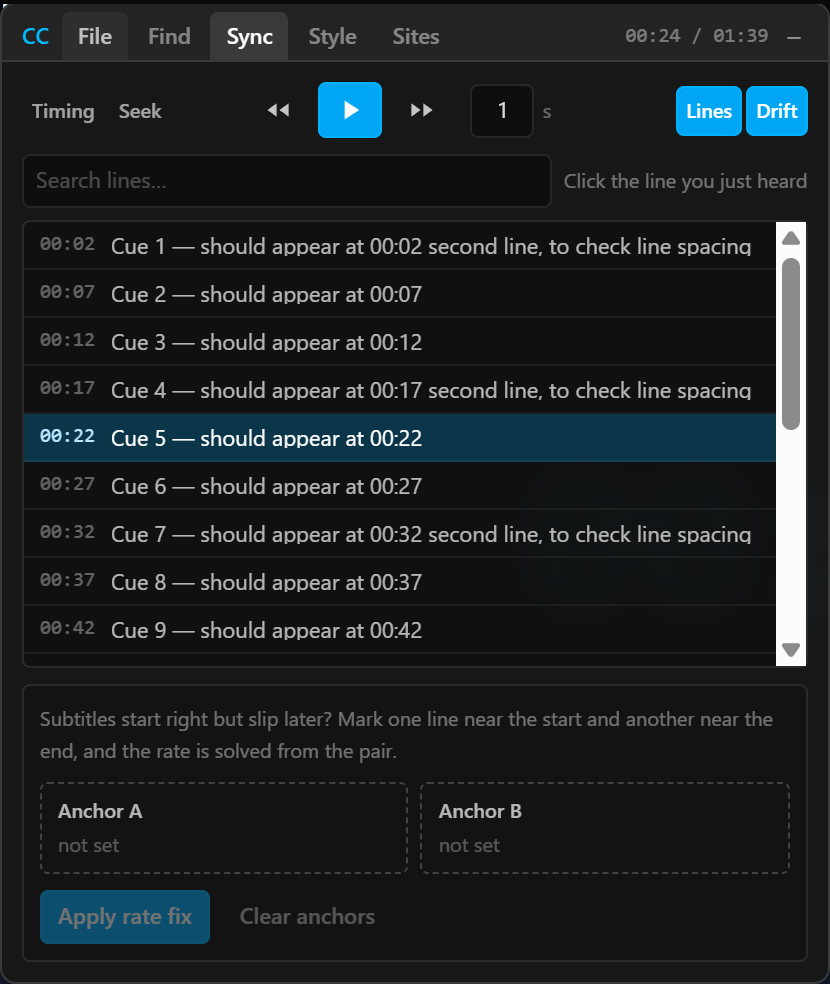 CC File Find Sync Style Sites 00:24 / 01:39 –
Timing Seek 1 s Lines Drift
Search lines... Click the line you just heard
00:02 Cue 1 — should appear at 00:02 second line, to check line spacing
00:07 Cue 2 — should appear at 00:07
00:12 Cue 3 — should appear at 00:12
00:17 Cue 4 — should appear at 00:17 second line, to check line spacing
00:22 Cue 5 — should appear at 00:22
00:27 Cue 6 — should appear at 00:27
00:32 Cue 7 — should appear at 00:32 second line, to check line spacing
00:37 Cue 8 — should appear at 00:37
00:42 Cue 9 — should appear at 00:42
Subtitles start right but slip later? Mark one line near the start and another near the
end, and the rate is solved from the pair.
Anchor A Anchor B
not set not set
Apply rate fix Clear anchors